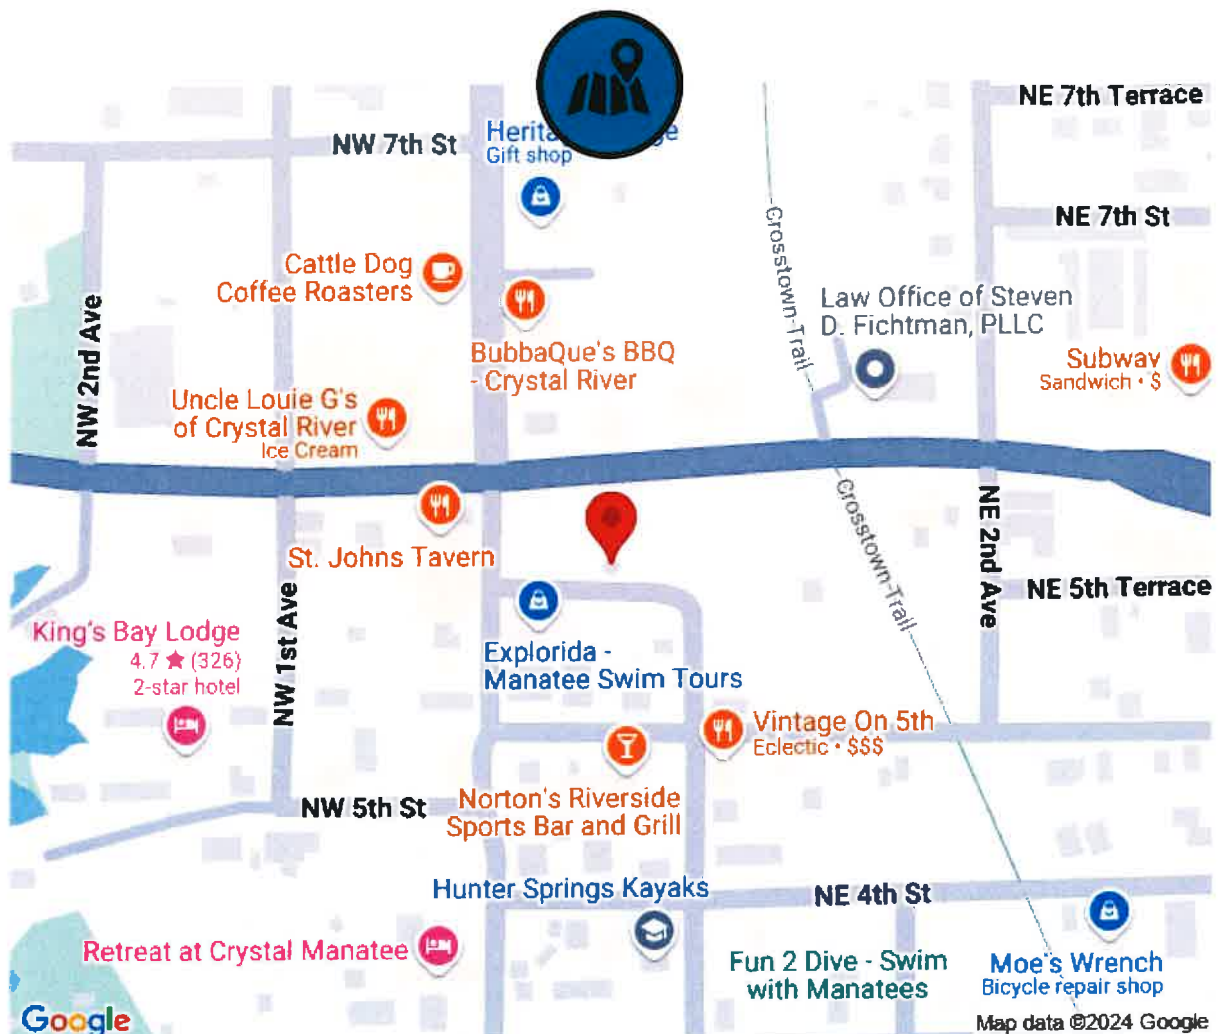 NE 7th Terrace
NW 7th St
Gift shop
NE 7th St
Crosstown Trail
Cattle Dog
Coffee Roasters
Law Office of Steven
D. Fichtman, PLLC
NW 2nd Ave
BubbaQue's BBQ
- Crystal River
Subway
Sandwich • $
Uncle Louie G's
of Crystal River
Ice Cream
St. Johns Tavern
Crosstown Trail
NE 2nd Ave
NE 5th Terrace
King's Bay Lodge
4.7 ★ (326)
2-star hotel
NW 1st Ave
Explorida -
Manatee Swim Tours
Vintage On 5th
Eclectic • $$$
NW 5th St
Norton's Riverside
Sports Bar and Grill
Hunter Springs Kayaks
NE 4th St
Retreat at Crystal Manatee
Fun 2 Dive - Swim
with Manatees
Moe's Wrench
Bicycle repair shop
Google
Map data ©2024 Google